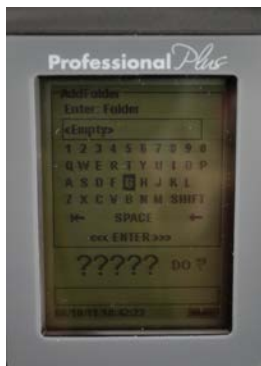 Professional Plus
Add Folder
Enter: Folder
<Empty>
1 2 3 4 5 6 7 8 9 0
Q W E R T Y U I O P
A S D F G H J K L
Z X C V B N M SHIFT
SPACE
<<< ENTER >>>
????? DO